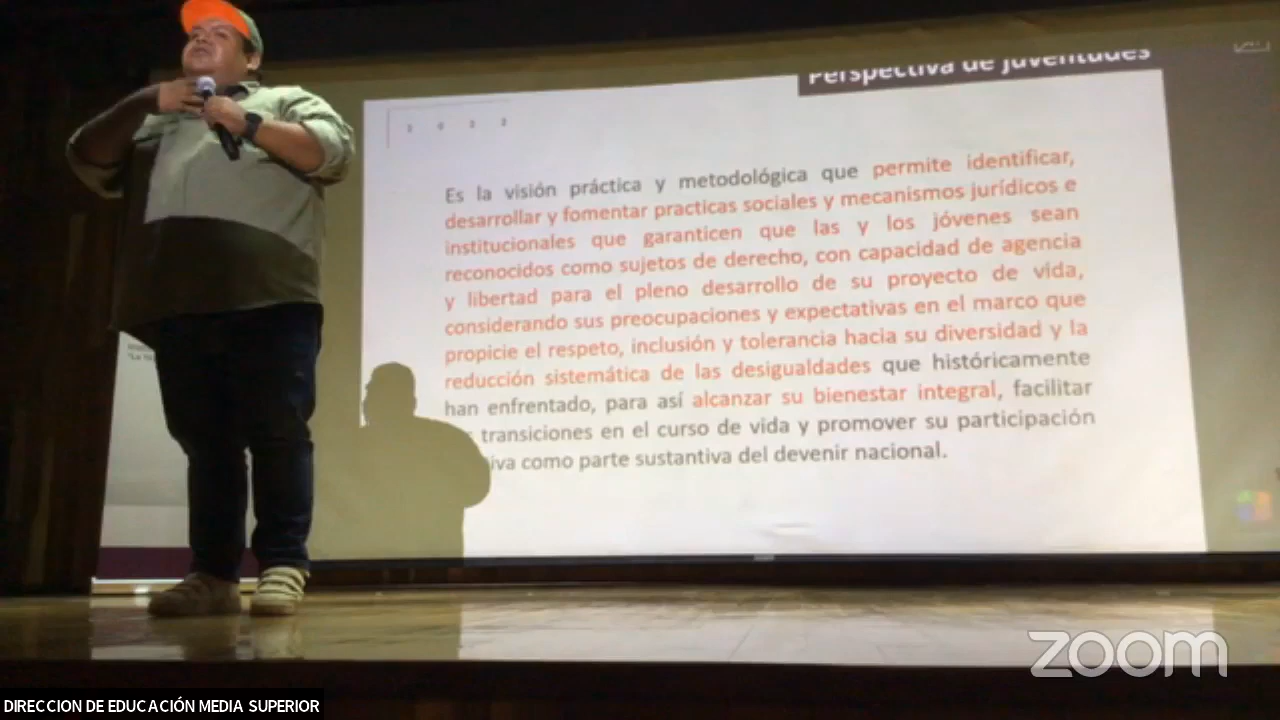 Perspectiva de juventudes
Es la visión práctica y metodológica que permite identificar,
desarrollar y fomentar practicas sociales y mecanismos jurídicos e
institucionales que garanticen que las y los jóvenes sean
reconocidos como sujetos de derecho, con capacidad de agencia
y libertad para el pleno desarrollo de su proyecto de vida,
considerando sus preocupaciones y expectativas en el marco que
propicie el respeto, inclusión y tolerancia hacia su diversidad y la
reducción sistemática de las desigualdades que históricamente
han enfrentado, para así alcanzar su bienestar integral, facilitar
transiciones en el curso de vida y promover su participación
iva como parte sustantiva del devenir nacional.
zoom
DIRECCION DE EDUCACIÓN MEDIA SUPERIOR